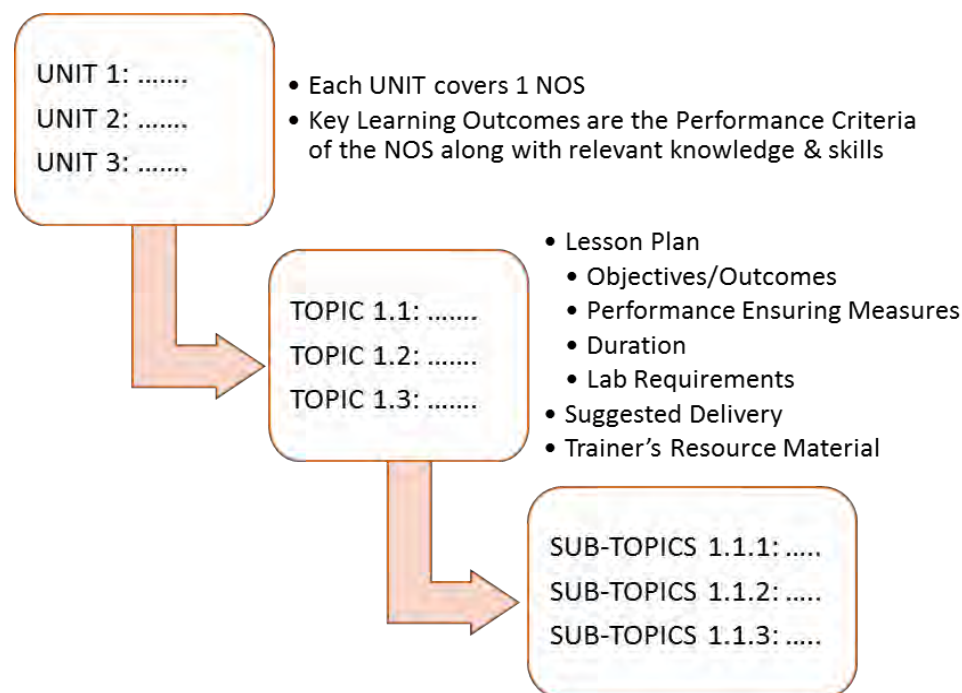 UNIT 1: .......
UNIT 2: .......
UNIT 3: .......
• Each UNIT covers 1 NOS
• Key Learning Outcomes are the Performance Criteria
of the NOS along with relevant knowledge & skills
TOPIC 1.1: .......
TOPIC 1.2: .......
TOPIC 1.3: .......
• Lesson Plan
• Objectives/Outcomes
• Performance Ensuring Measures
• Duration
• Lab Requirements
• Suggested Delivery
• Trainer’s Resource Material
SUB-TOPICS 1.1.1: .....
SUB-TOPICS 1.1.2: .....
SUB-TOPICS 1.1.3: .....